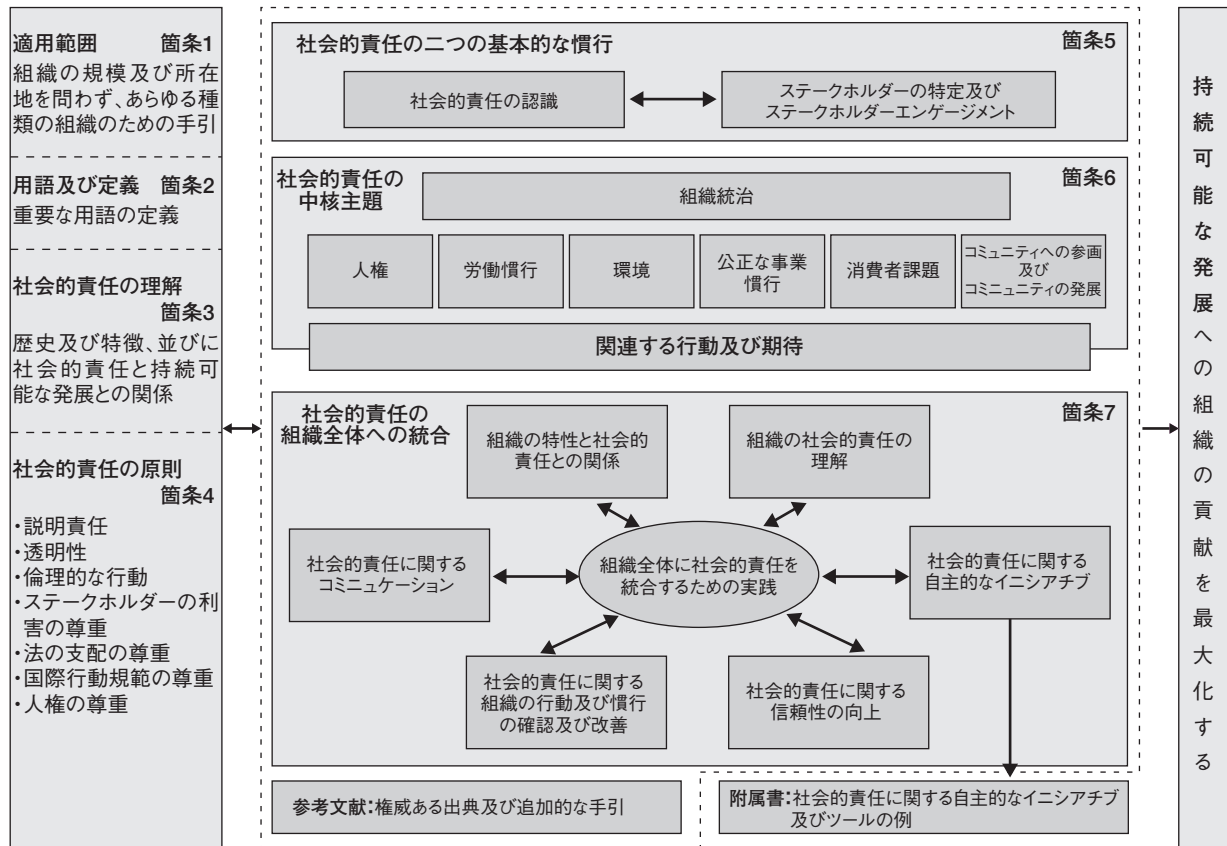 適用範囲 箇条1
組織の規模及び所在
地を問わず、あらゆる種
類の組織のための手引
用語及び定義 箇条2
重要な用語の定義
社会的責任の理解
箇条3
歴史及び特徴、並びに
社会的責任と持続可
能な発展との関係
社会的責任の原則
箇条4
・説明責任
・透明性
・倫理的な行動
・ステークホルダーの利
害の尊重
・法の支配の尊重
・国際行動規範の尊重
・人権の尊重
社会的責任の二つの基本的な慣行 箇条5
社会的責任の認識
ステークホルダーの特定及び
ステークホルダーエンゲージメント
社会的責任の
中核主題
箇条6
組織統治
人権
労働慣行
環境
公正な事業
慣行
消費者課題
コミュニティへの参画
及び
コミニュニティの発展
関連する行動及び期待
社会的責任の
組織全体への統合
箇条7
組織の特性と社会的
責任との関係
組織の社会的責任の
理解
社会的責任に関する
コミニュケーション
組織全体に社会的責任を
統合するための実践
社会的責任に関する
自主的なイニシアチブ
社会的責任に関する
組織の行動及び慣行
の確認及び改善
社会的責任に関する
信頼性の向上
参考文献:権威ある出典及び追加的な手引
附属書:社会的責任に関する自主的なイニシアチブ
及びツールの例
持続可能な発展への組織の貢献を最大化する